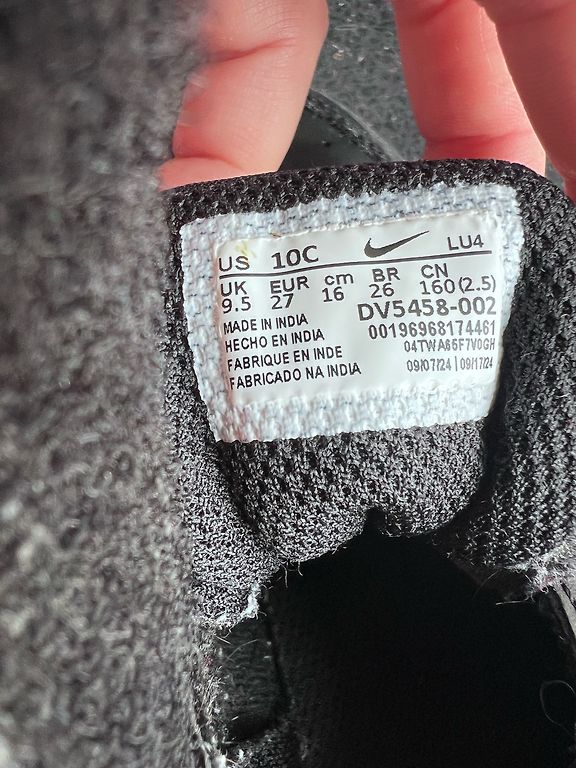 US 10C LU4
UK EUR cm BR CN
9.5 27 16 26 160(2.5)
DV5458-002
MADE IN INDIA 00196968174461
HECHO EN INDIA 04TWA65F7V0GH
FABRIQUE EN INDE
FABRICADO NA INDIA 09/07/24 | 09/17/24